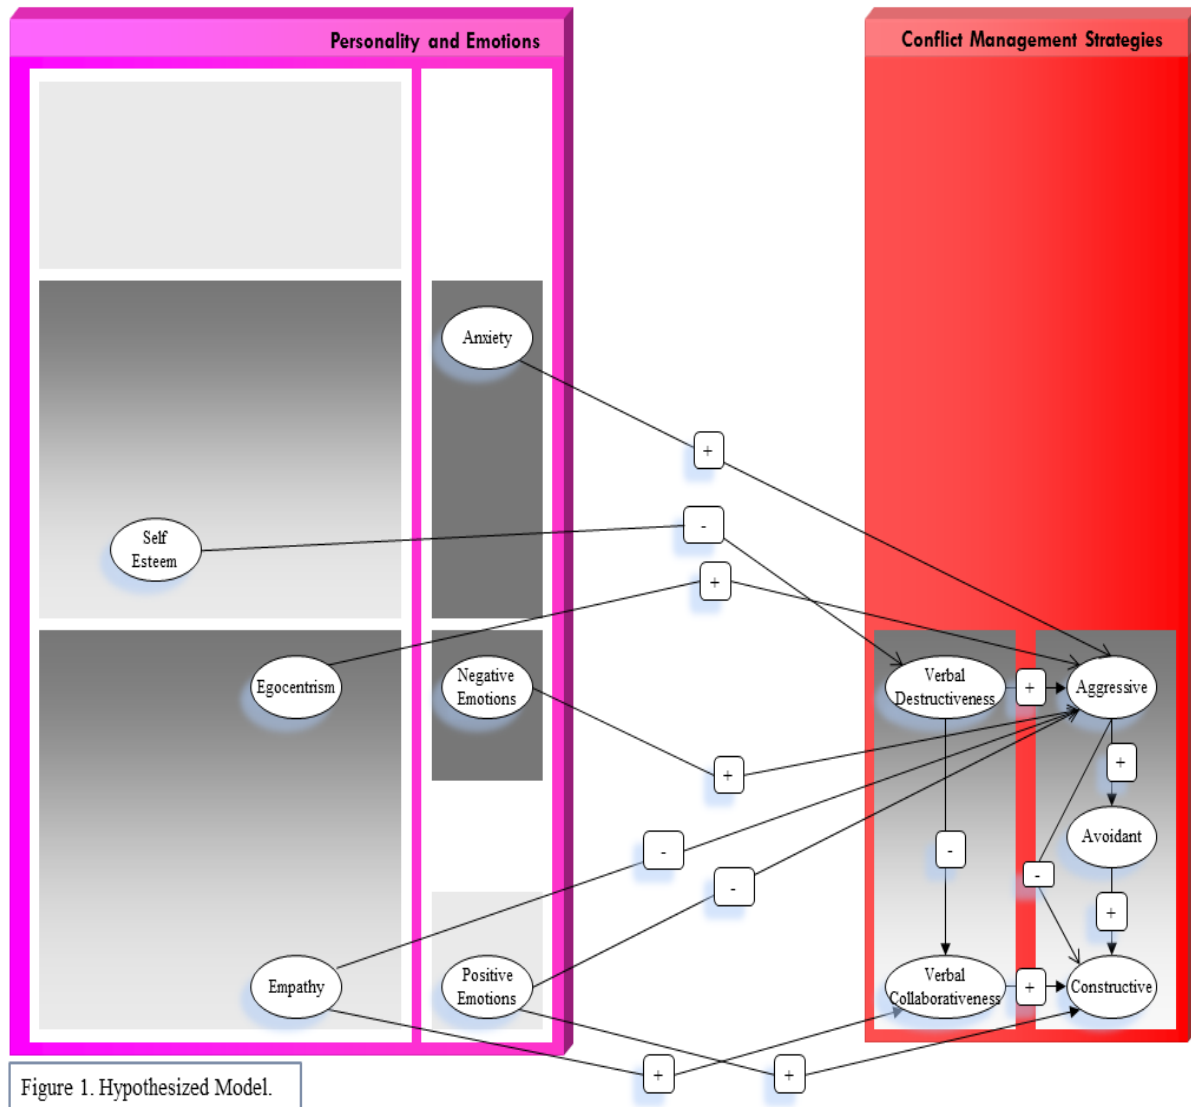 Personality and Emotions
Conflict Management Strategies
Anxiety
+
-
Self
Esteem
+
Egocentrism
Negative
Emotions
Verbal
Destructiveness
+
Aggressive
+
+
Avoidant
-
-
-
-
+
Empathy
Positive
Emotions
Verbal
Collaborativeness
+
Constructive
+
+
Figure 1. Hypothesized Model.